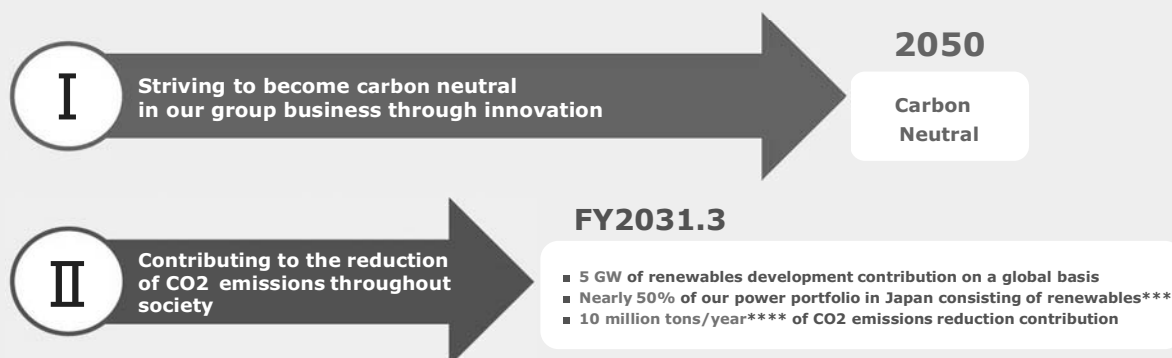 I
Striving to become carbon neutral
in our group business through innovation
2050
Carbon
Neutral
II
Contributing to the reduction
of CO2 emissions throughout
society
FY2031.3
▪ 5 GW of renewables development contribution on a global basis
▪ Nearly 50% of our power portfolio in Japan consisting of renewables***
▪ 10 million tons/year**** of CO2 emissions reduction contribution